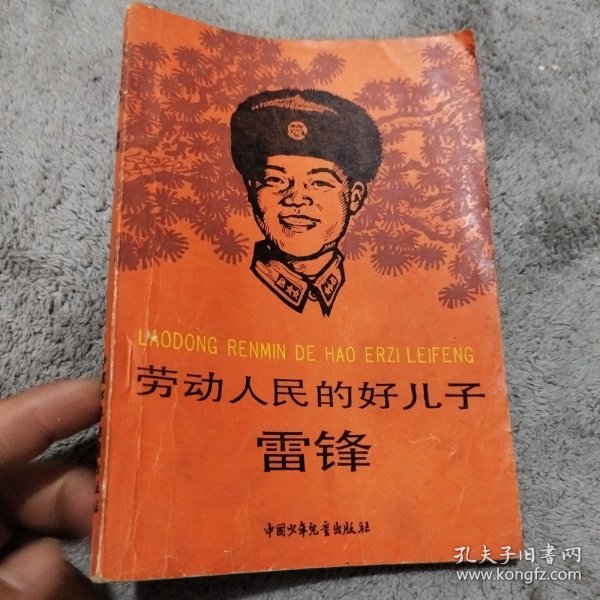 LAODONG RENMIN DE HAO ERZI LEIFENG
劳动人民的好儿子
雷锋
中国少年儿童出版社
孔夫子旧书网
www.kongfz.com